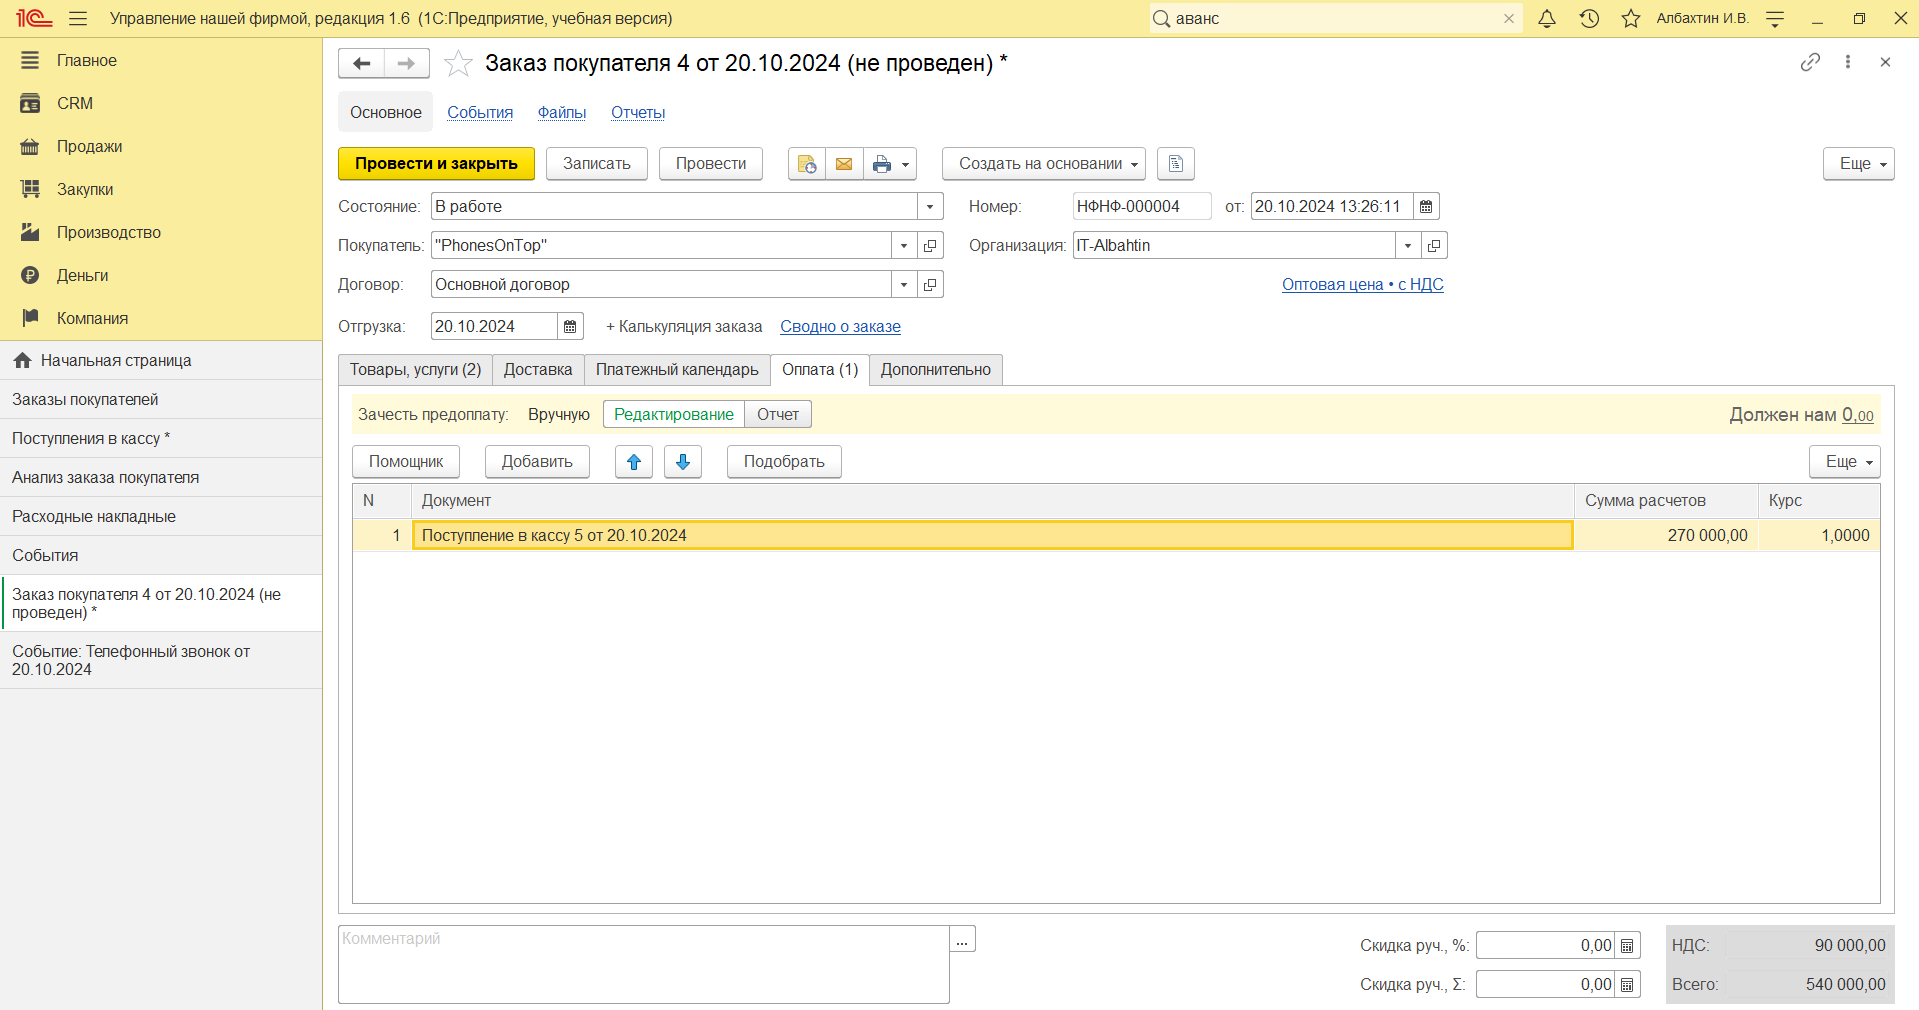 1С Управление нашей фирмой, редакция 1.6 (1С:Предприятие, учебная версия) аванс Албахтин И.В.
Главное
CRM
Продажи
Закупки
Производство
Деньги
Компания
Начальная страница
Заказы покупателей
Поступления в кассу *
Анализ заказа покупателя
Расходные накладные
События
Заказ покупателя 4 от 20.10.2024 (не
проведен) *
Событие: Телефонный звонок от
20.10.2024
Заказ покупателя 4 от 20.10.2024 (не проведен) *
Основное События Файлы Отчеты
Провести и закрыть Записать Провести Создать на основании Еще
Состояние: В работе Номер: НФНФ-000004 от: 20.10.2024 13:26:11
Покупатель: "PhonesOnTop" Организация: IT-Albahtin
Договор: Основной договор Оптовая цена • с НДС
Отгрузка: 20.10.2024 + Калькуляция заказа Сводно о заказе
Товары, услуги (2) Доставка Платежный календарь Оплата (1) Дополнительно
Зачесть предоплату: Вручную Редактирование Отчет Должен нам 0,00
Помощник Добавить Подобрать Еще
N Документ Сумма расчетов Курс
1 Поступление в кассу 5 от 20.10.2024 270 000,00 1,0000
Комментарий ...
Скидка руч., %: 0,00 НДС: 90 000,00
Скидка руч., Σ: 0,00 Всего: 540 000,00